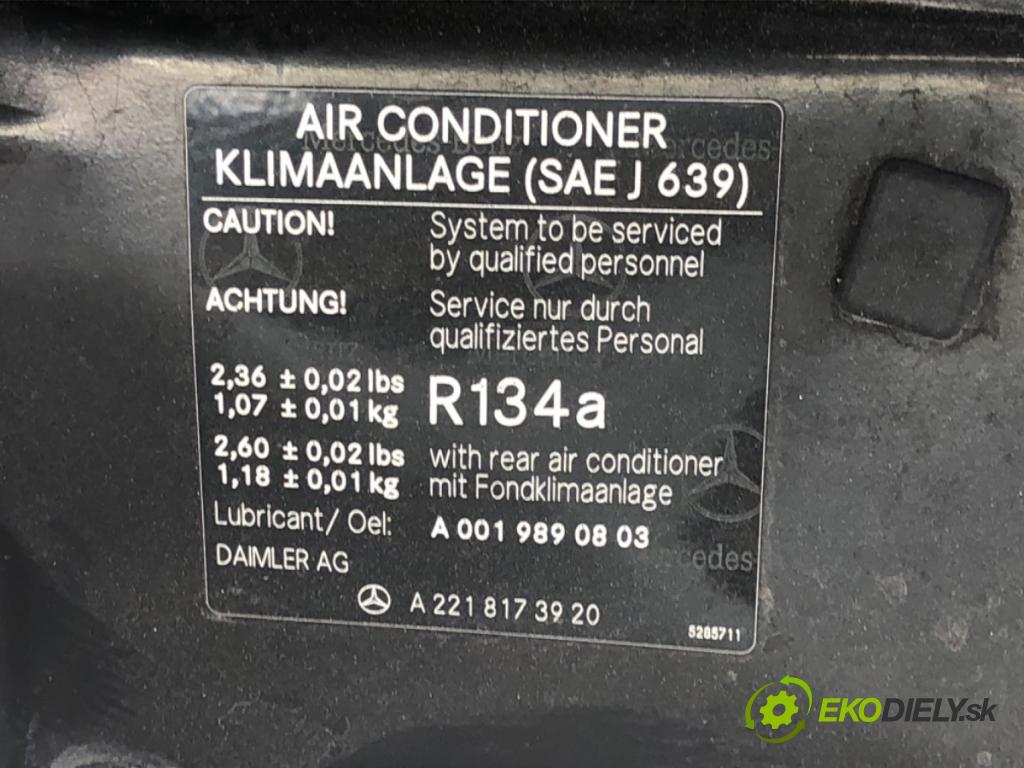 AIR CONDITIONER
KLIMAANLAGE (SAE J 639)
CAUTION! System to be serviced
by qualified personnel
ACHTUNG! Service nur durch
qualifiziertes Personal
2,36 ± 0,02 lbs
1,07 ± 0,01 kg
R134a
2,60 ± 0,02 lbs with rear air conditioner
1,18 ± 0,01 kg mit Fondklimaanlage
Lubricant/ Oel: A 001 989 08 03
DAIMLER AG
A 221 817 39 20
5205711
EKODIELY.sk